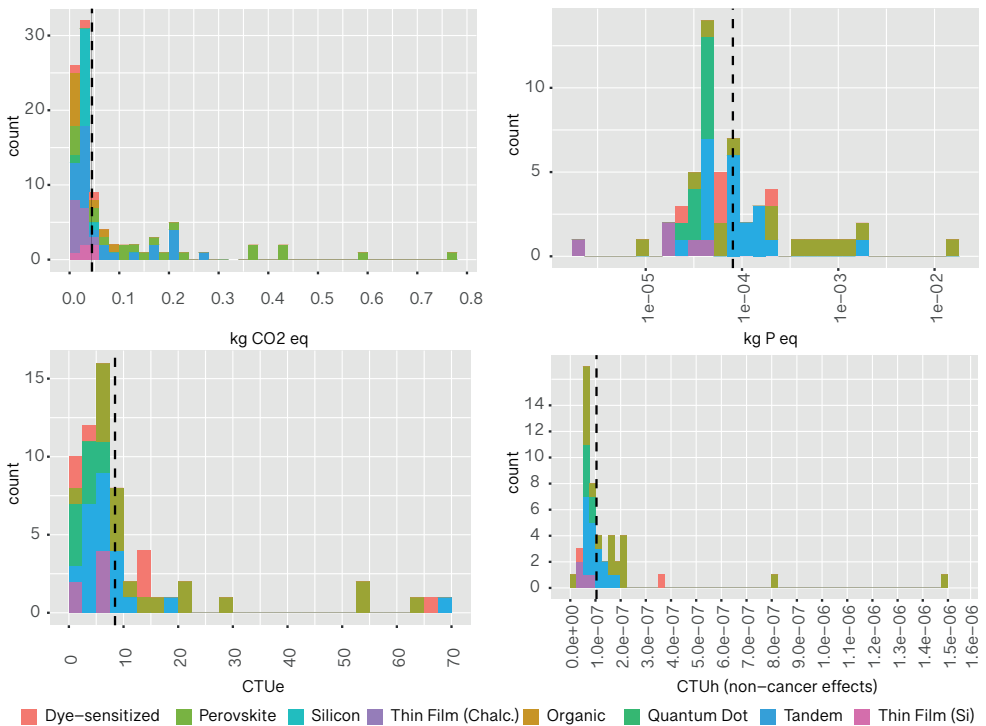 count
30
20
10
0
0.0 0.1 0.2 0.3 0.4 0.5 0.6 0.7 0.8
kg CO2 eq
count
10
5
0
1e−05 1e−04 1e−03 1e−02
kg P eq
count
15
10
5
0
0 10 20 30 40 50 60 70
CTUe
count
14
12
10
8
6
4
2
0
0.0e+00 1.0e−07 2.0e−07 3.0e−07 4.0e−07 5.0e−07 6.0e−07 7.0e−07 8.0e−07 9.0e−07 1.0e−06 1.1e−06 1.2e−06 1.3e−06 1.4e−06 1.5e−06 1.6e−06
CTUh (non−cancer effects)
Dye−sensitized Perovskite Silicon Thin Film (Chalc.) Organic Quantum Dot Tandem Thin Film (Si)